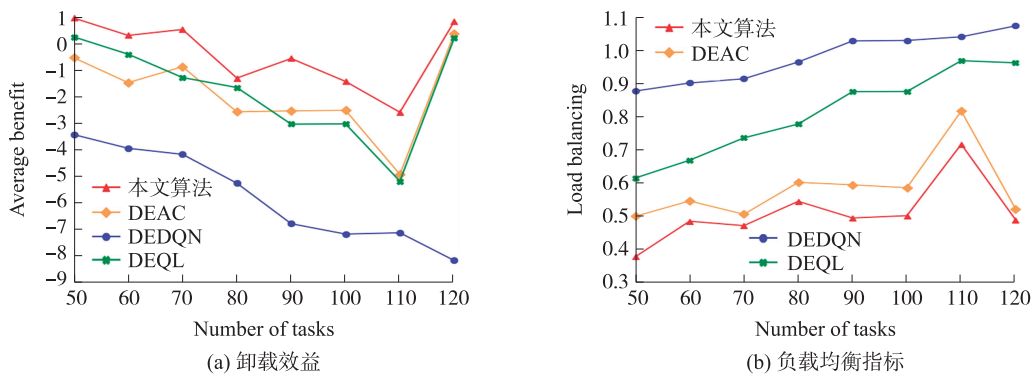 1
0
−1
−2
−3
−4
−5
−6
−7
−8
−9
Average benefit
本文算法
DEAC
DEDQN
DEQL
50 60 70 80 90 100 110 120
Number of tasks
(a) 卸载效益
1.1
1.0
0.9
0.8
0.7
0.6
0.5
0.4
0.3
Load balancing
本文算法
DEAC
DEDQN
DEQL
50 60 70 80 90 100 110 120
Number of tasks
(b) 负载均衡指标